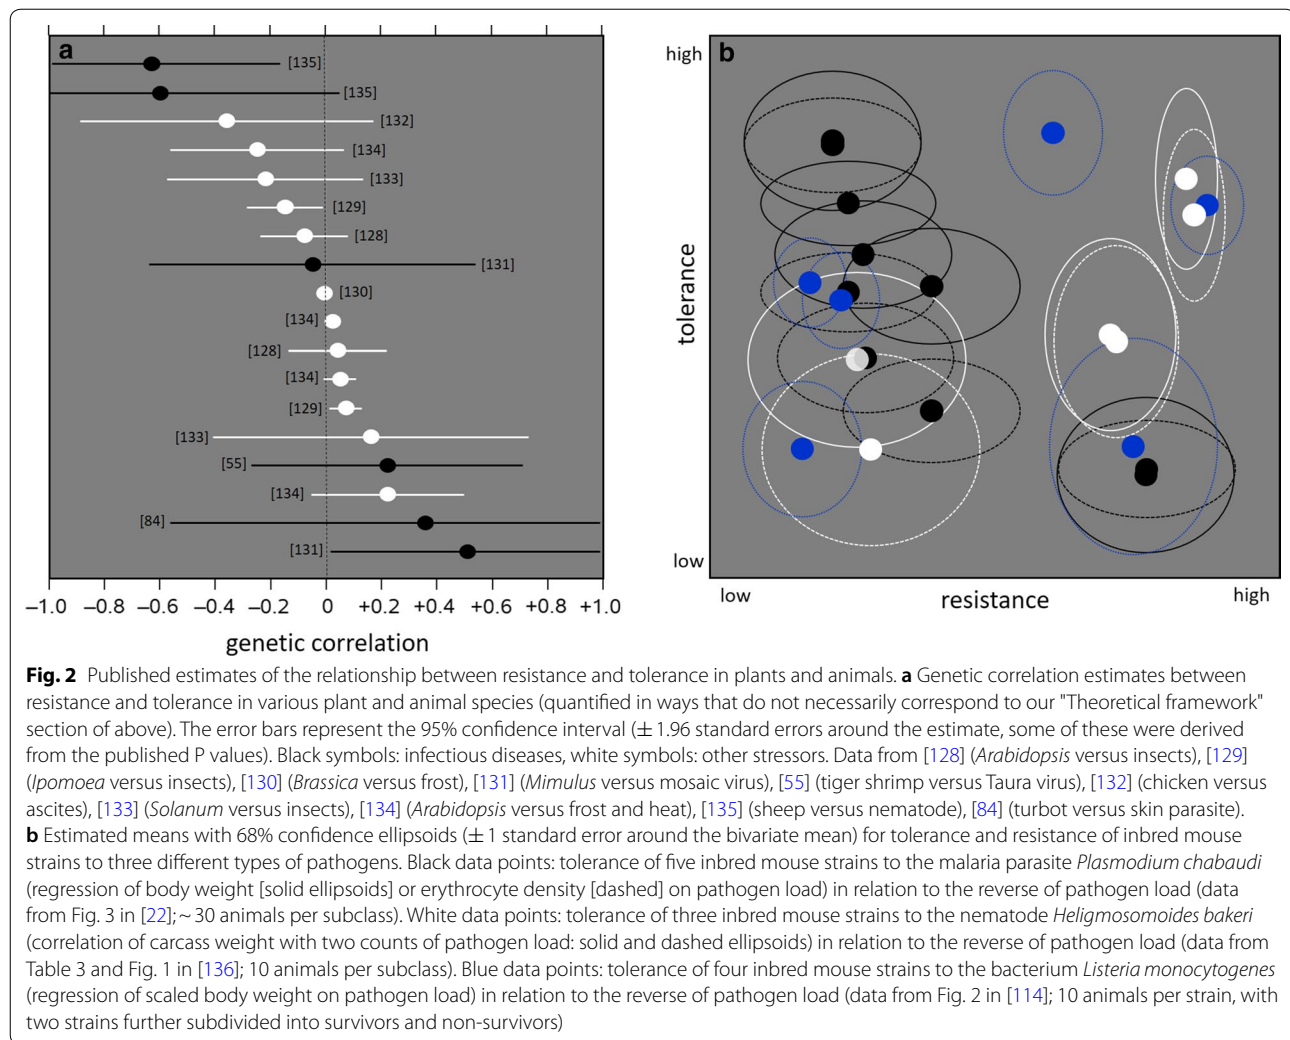 a
[135]
[135]
[132]
[134]
[133]
[129]
[128]
[131]
[130]
[134]
[128]
[134]
[129]
[133]
[55]
[134]
[84]
[131]
–1.0 –0.8 –0.6 –0.4 –0.2 0 +0.2 +0.4 +0.6 +0.8 +1.0
genetic correlation
b
high
tolerance
low
low resistance high
Fig. 2 Published estimates of the relationship between resistance and tolerance in plants and animals. a Genetic correlation estimates between
resistance and tolerance in various plant and animal species (quantified in ways that do not necessarily correspond to our "Theoretical framework"
section of above). The error bars represent the 95% confidence interval (± 1.96 standard errors around the estimate, some of these were derived
from the published P values). Black symbols: infectious diseases, white symbols: other stressors. Data from [128] (Arabidopsis versus insects), [129]
(Ipomoea versus insects), [130] (Brassica versus frost), [131] (Mimulus versus mosaic virus), [55] (tiger shrimp versus Taura virus), [132] (chicken versus
ascites), [133] (Solanum versus insects), [134] (Arabidopsis versus frost and heat), [135] (sheep versus nematode), [84] (turbot versus skin parasite).
b Estimated means with 68% confidence ellipsoids (± 1 standard error around the bivariate mean) for tolerance and resistance of inbred mouse
strains to three different types of pathogens. Black data points: tolerance of five inbred mouse strains to the malaria parasite Plasmodium chabaudi
(regression of body weight [solid ellipsoids] or erythrocyte density [dashed] on pathogen load) in relation to the reverse of pathogen load (data
from Fig. 3 in [22]; ~ 30 animals per subclass). White data points: tolerance of three inbred mouse strains to the nematode Heligmosomoides bakeri
(correlation of carcass weight with two counts of pathogen load: solid and dashed ellipsoids) in relation to the reverse of pathogen load (data from
Table 3 and Fig. 1 in [136]; 10 animals per subclass). Blue data points: tolerance of four inbred mouse strains to the bacterium Listeria monocytogenes
(regression of scaled body weight on pathogen load) in relation to the reverse of pathogen load (data from Fig. 2 in [114]; 10 animals per strain, with
two strains further subdivided into survivors and non-survivors)